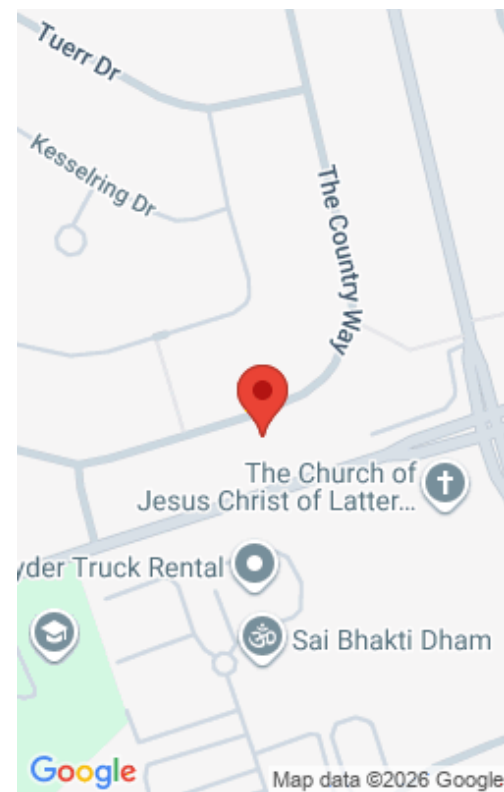 Tuerr Dr
Kesselring Dr
The Country Way
The Church of
Jesus Christ of Latter...
yder Truck Rental
Sai Bhakti Dham
Google
Map data ©2026 Google